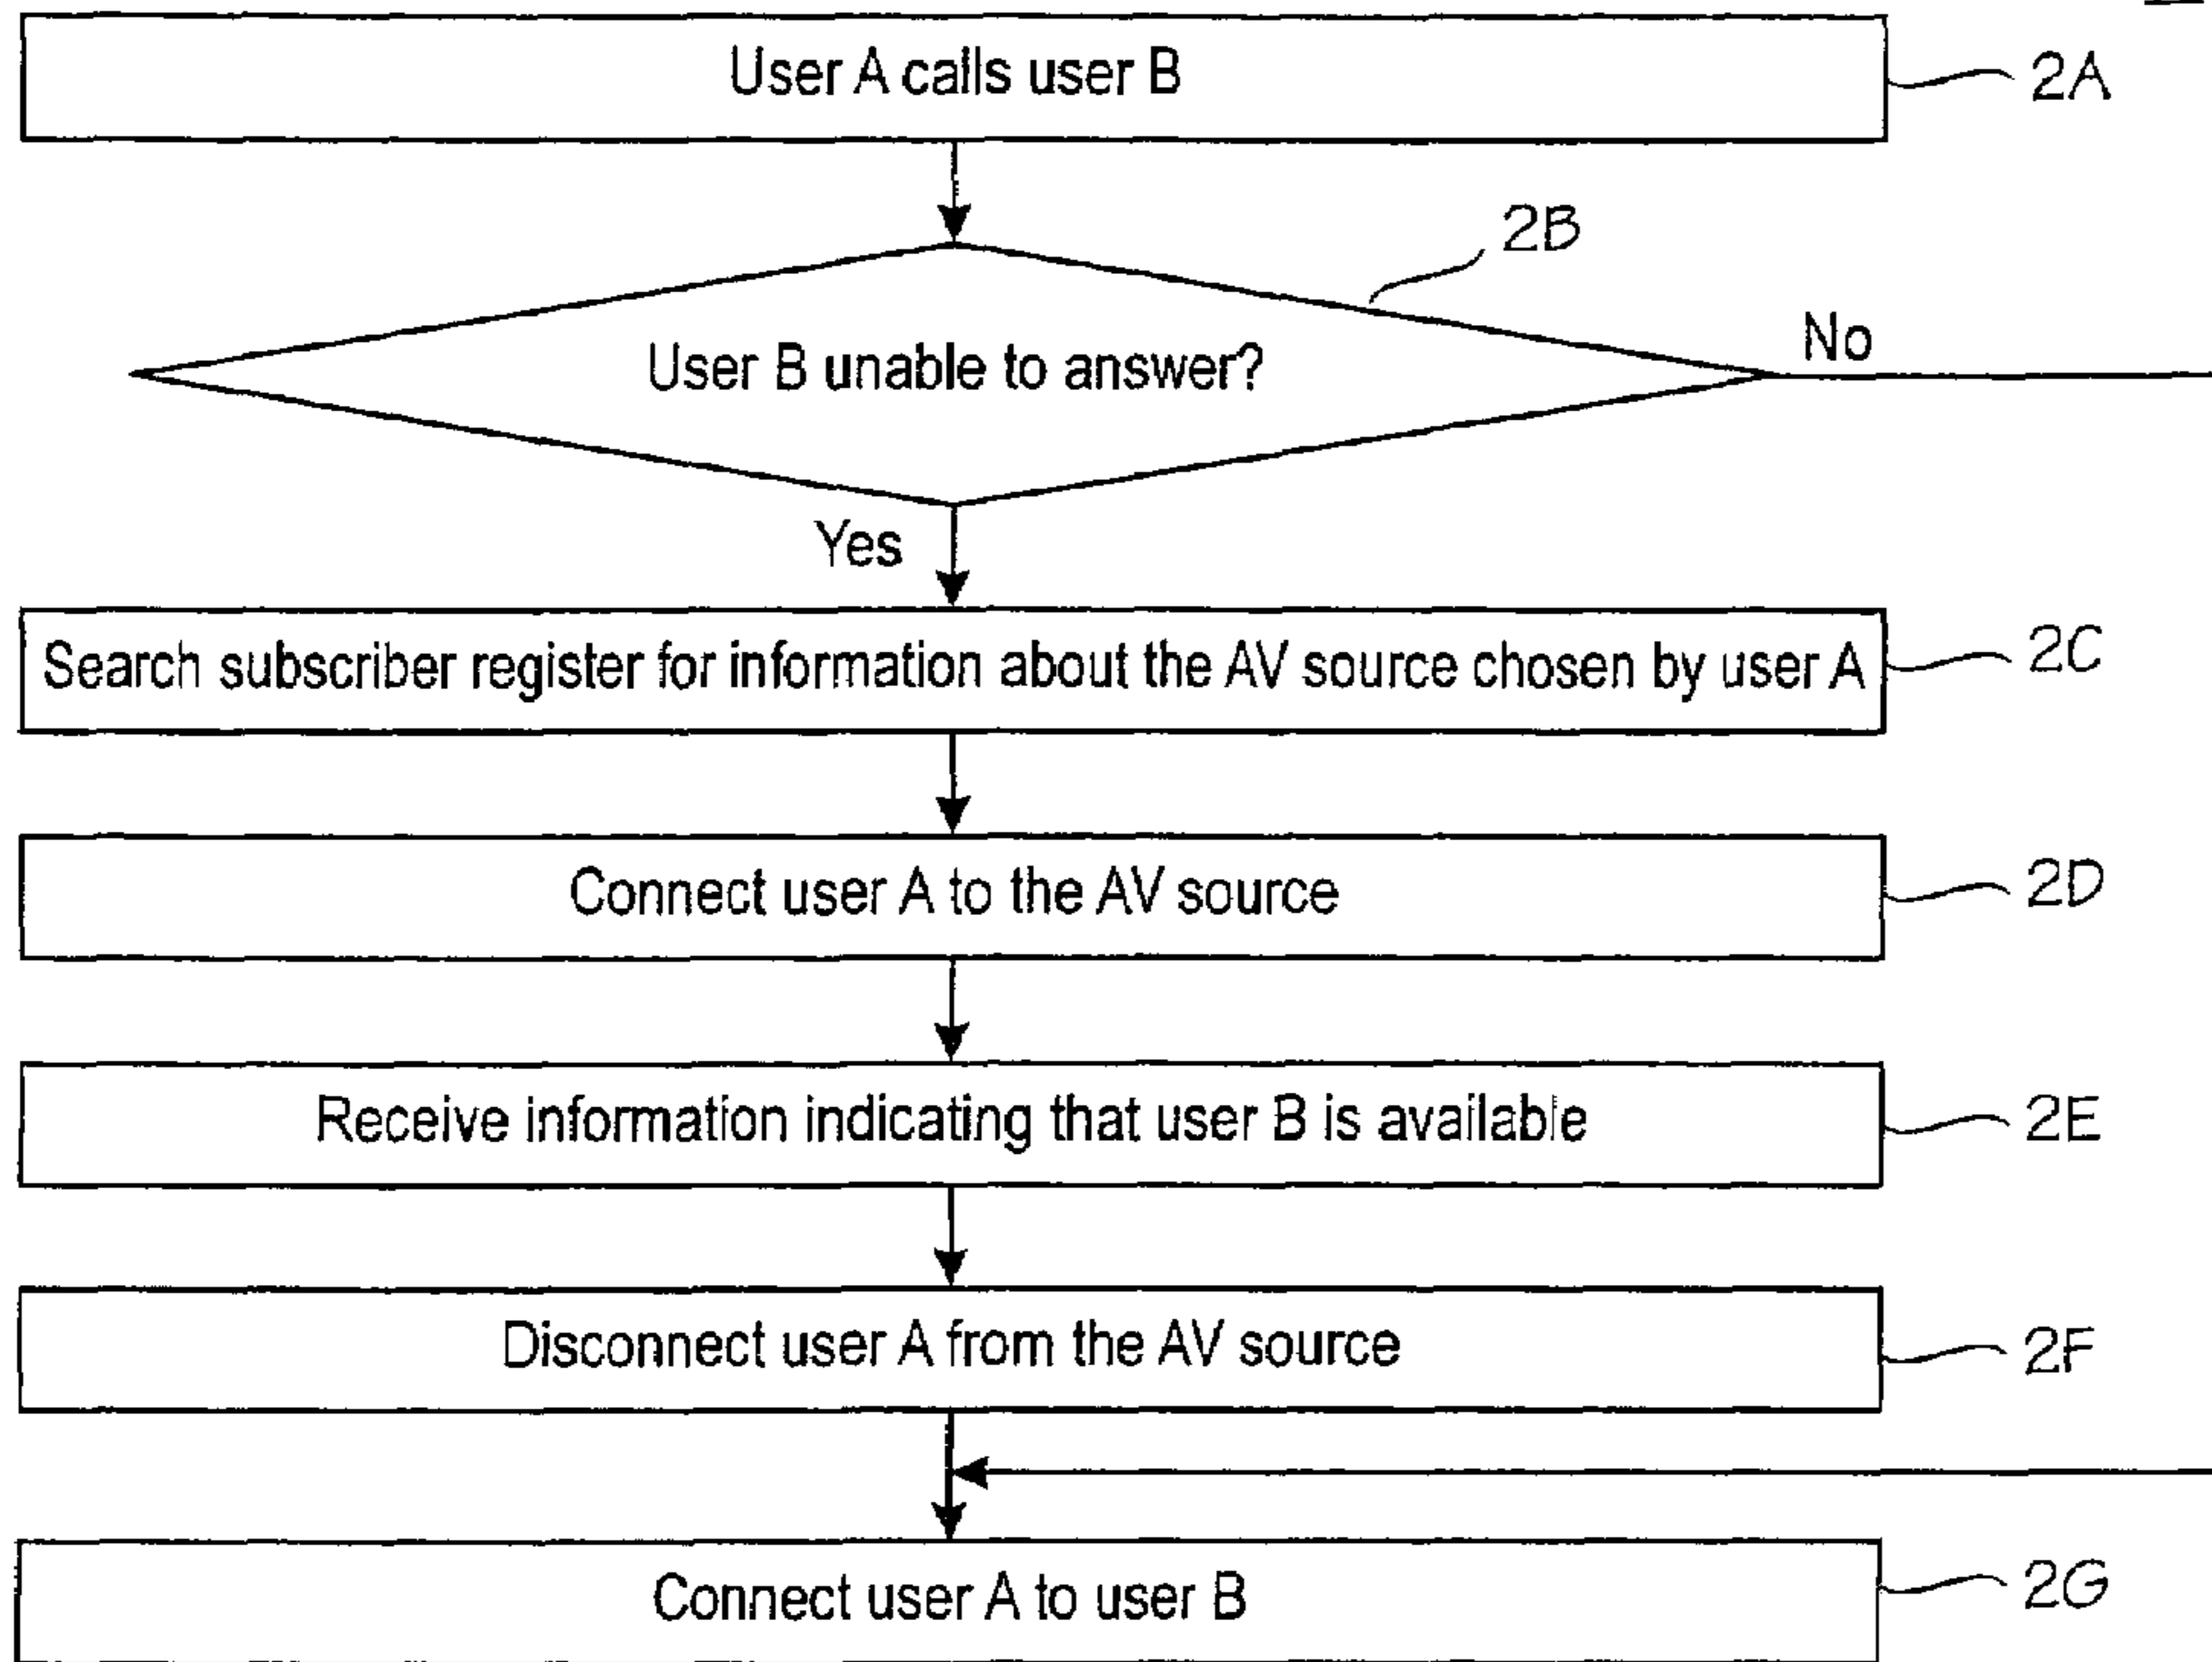 User A calls user B
2A
2B
User B unable to answer?
No
Yes
Search subscriber register for information about the AV source chosen by user A
2C
Connect user A to the AV source
2D
Receive information indicating that user B is available
2E
Disconnect user A from the AV source
2F
Connect user A to user B
2G